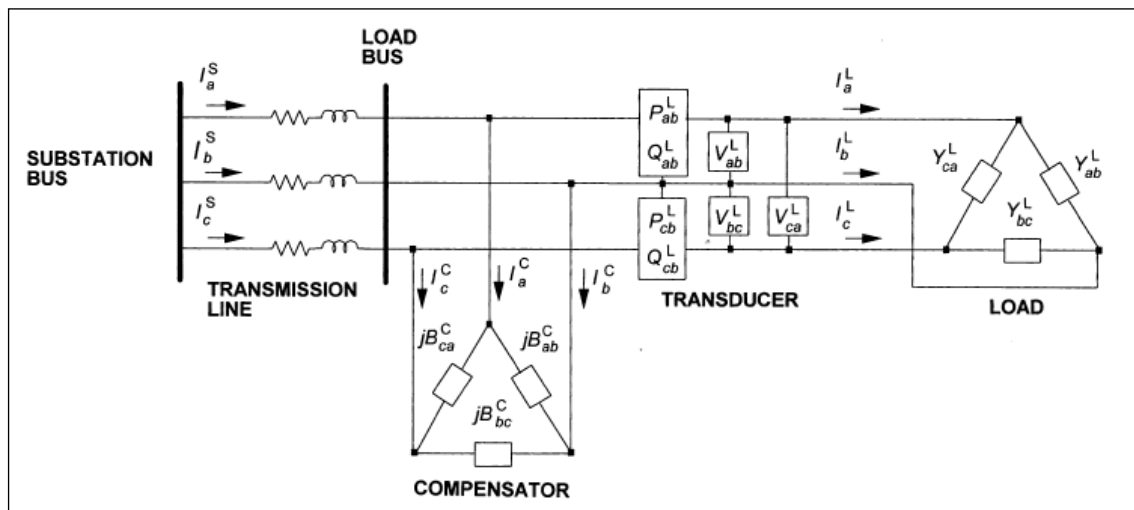 LOAD
BUS
I_a^S
I_b^S
I_c^S
SUBSTATION
BUS
TRANSMISSION
LINE
P_ab^L
Q_ab^L
P_cb^L
Q_cb^L
V_ab^L
V_bc^L
V_ca^L
TRANSDUCER
I_a^L
I_b^L
I_c^L
Y_ca^L
Y_ab^L
Y_bc^L
LOAD
I_c^C
I_a^C
I_b^C
jB_ca^C
jB_ab^C
jB_bc^C
COMPENSATOR